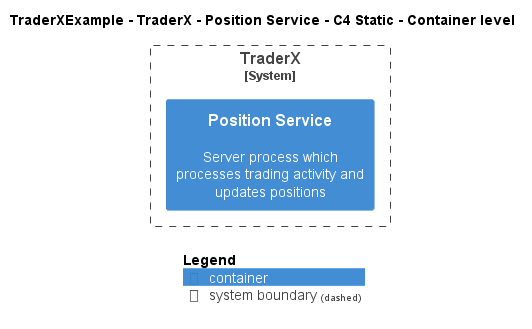 TraderXExample - TraderX - Position Service - C4 Static - Container level
TraderX
[System]
Position Service
Server process which
processes trading activity and
updates positions
Legend
container
system boundary (dashed)